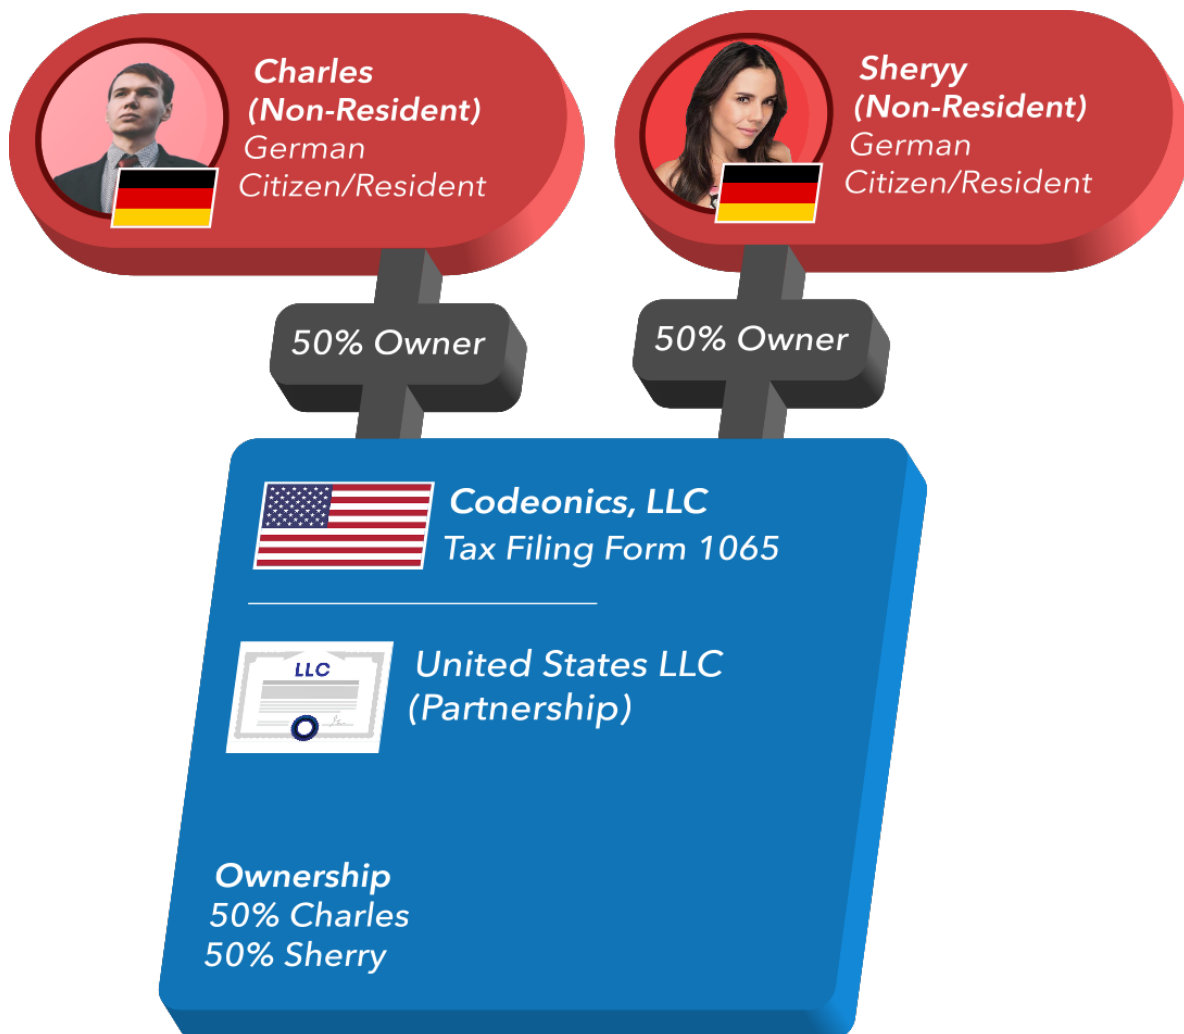 Charles
(Non-Resident)
German
Citizen/Resident
Sheryy
(Non-Resident)
German
Citizen/Resident
50% Owner
50% Owner
Codeonics, LLC
Tax Filing Form 1065
LLC
United States LLC
(Partnership)
Ownership
50% Charles
50% Sherry